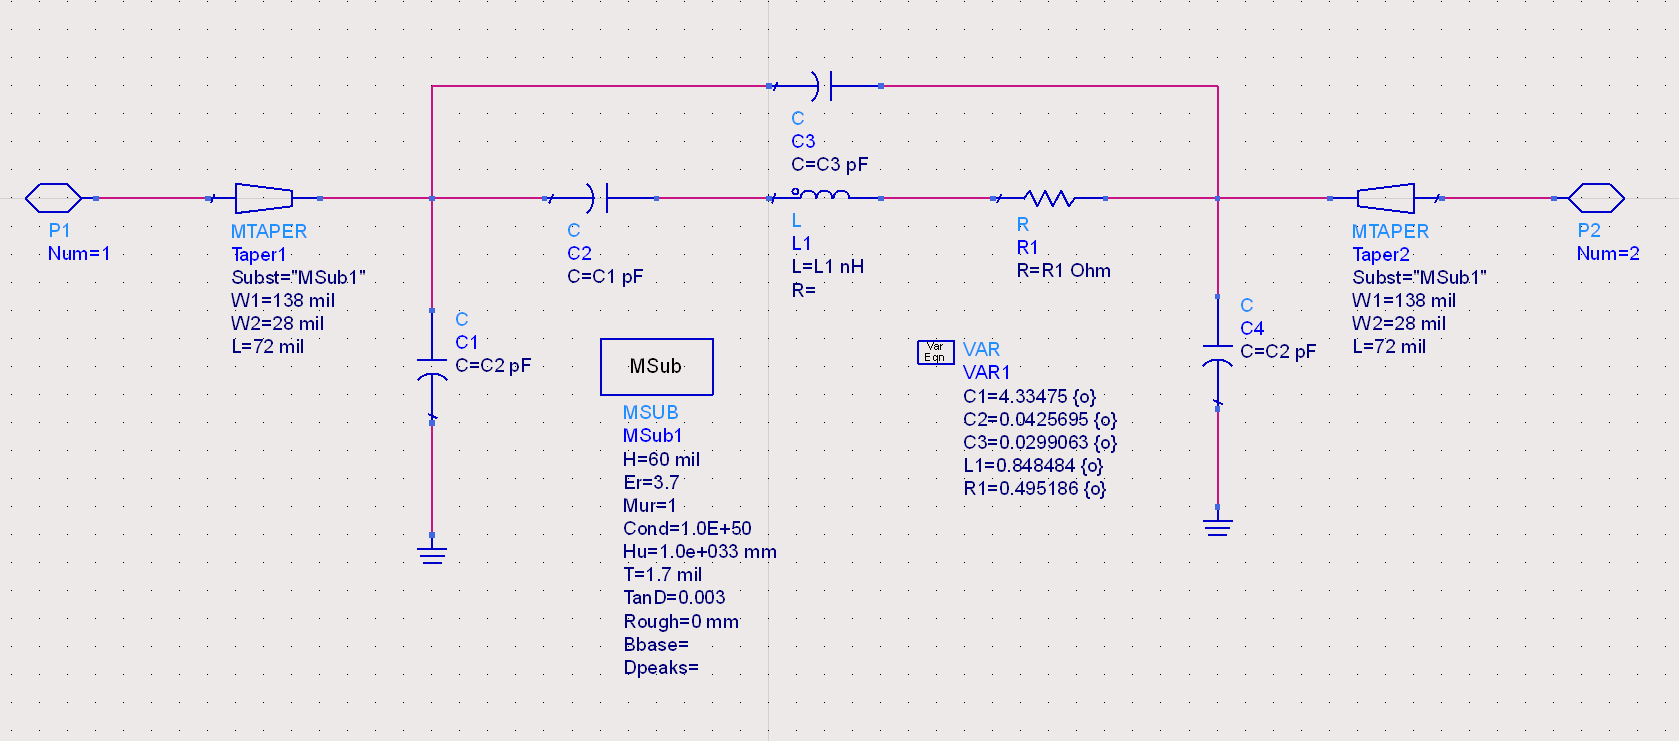 C
C3
C=C3 pF
P1
Num=1
MTAPER
Taper1
Subst="MSub1"
W1=138 mil
W2=28 mil
L=72 mil
C
C2
C=C1 pF
L
L1
L=L1 nH
R=
R
R1
R=R1 Ohm
MTAPER
Taper2
Subst="MSub1"
W1=138 mil
W2=28 mil
L=72 mil
P2
Num=2
C
C1
C=C2 pF
C
C4
C=C2 pF
MSub
MSUB
MSub1
H=60 mil
Er=3.7
Mur=1
Cond=1.0E+50
Hu=1.0e+033 mm
T=1.7 mil
TanD=0.003
Rough=0 mm
Bbase=
Dpeaks=
Var
Eqn
VAR
VAR1
C1=4.33475 {o}
C2=0.0425695 {o}
C3=0.0299063 {o}
L1=0.848484 {o}
R1=0.495186 {o}